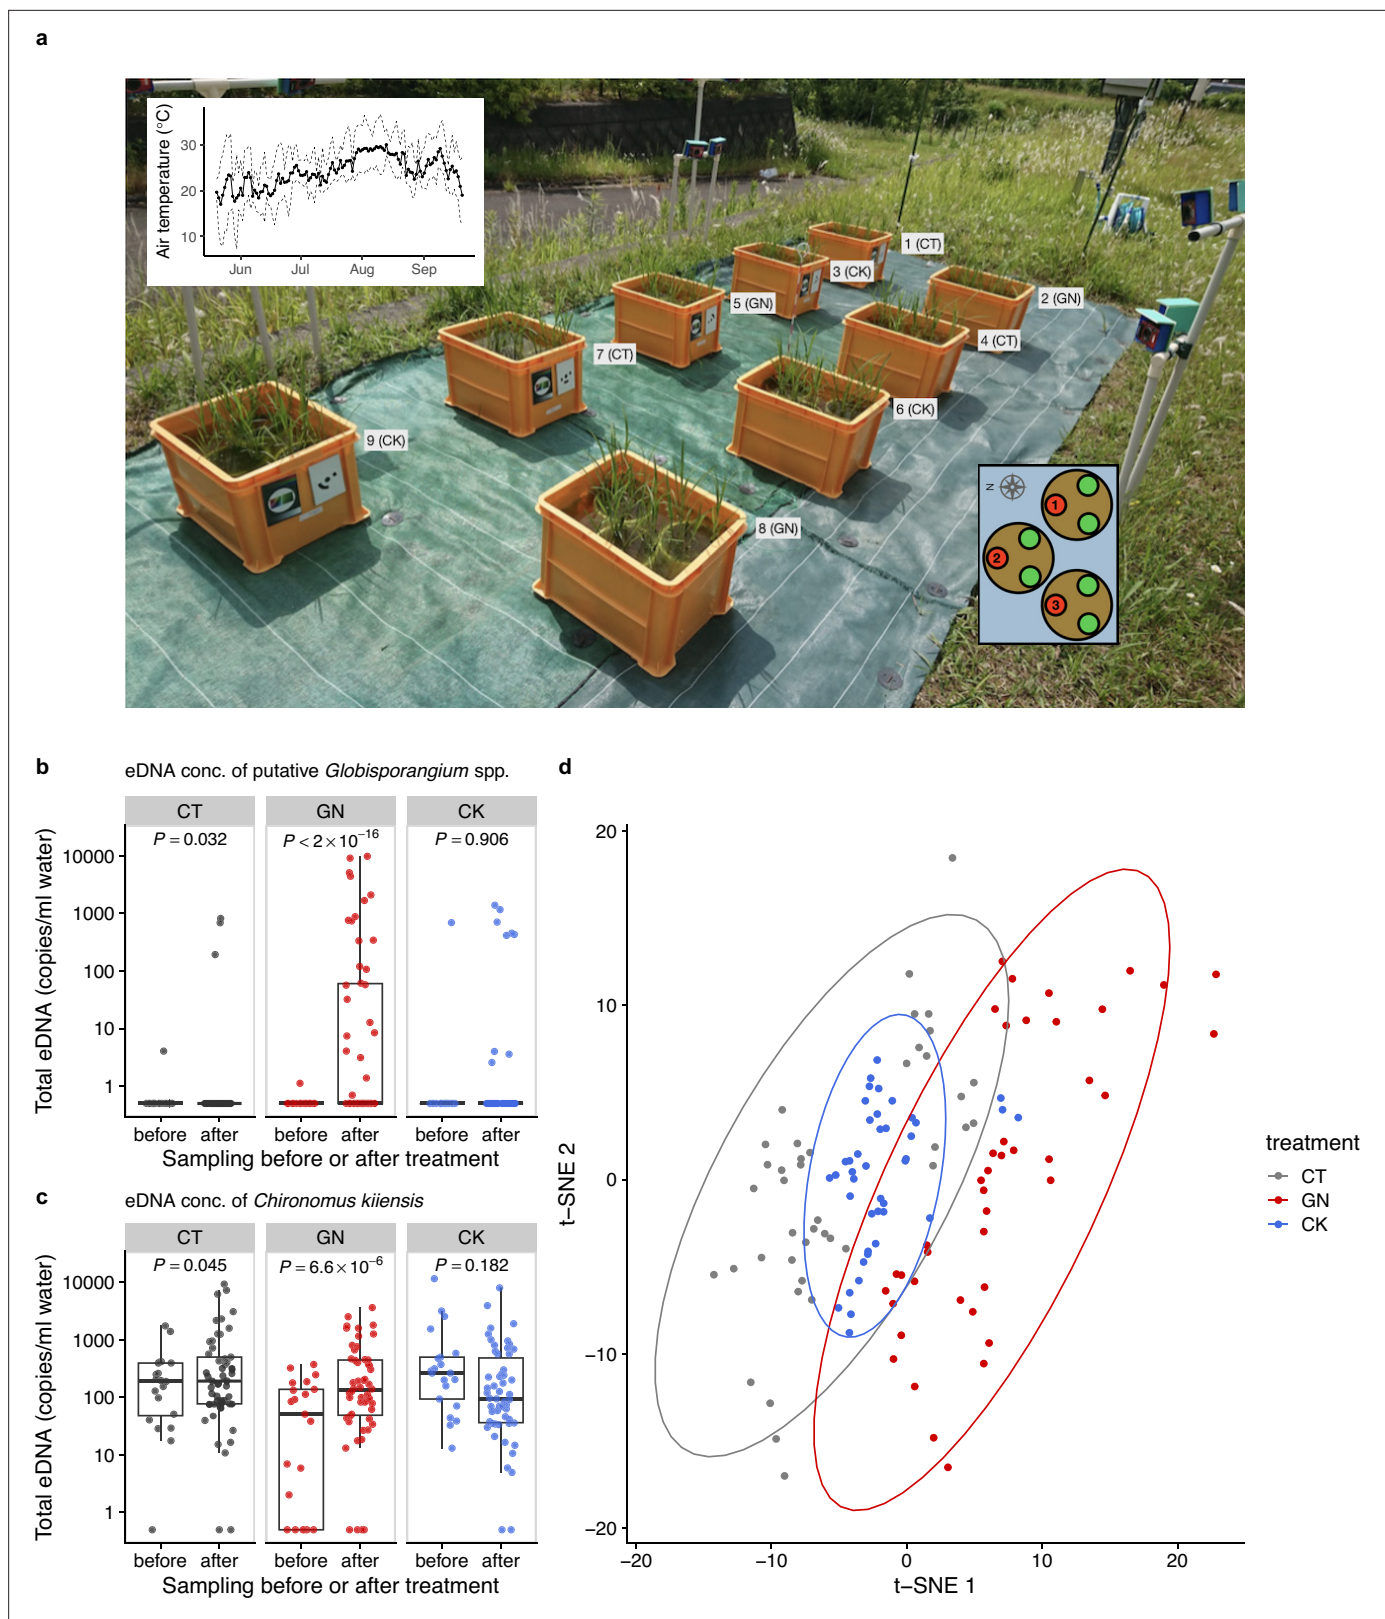 a
Air temperature (°C)
30
20
10
Jun Jul Aug Sep
1 (CT)
3 (CK)
2 (GN)
5 (GN)
4 (CT)
7 (CT)
6 (CK)
9 (CK)
8 (GN)
N
1
2
3
b
eDNA conc. of putative Globisporangium spp.
CT GN CK
P = 0.032 P < 2 × 10⁻¹⁶ P = 0.906
Total eDNA (copies/ml water)
10000
1000
100
10
1
before after before after before after
Sampling before or after treatment
c
eDNA conc. of Chironomus kiiensis
CT GN CK
P = 0.045 P = 6.6 × 10⁻⁶ P = 0.182
Total eDNA (copies/ml water)
10000
1000
100
10
1
before after before after before after
Sampling before or after treatment
d
t−SNE 2
20
10
0
−10
−20
−20 −10 0 10 20
t−SNE 1
treatment
CT
GN
CK